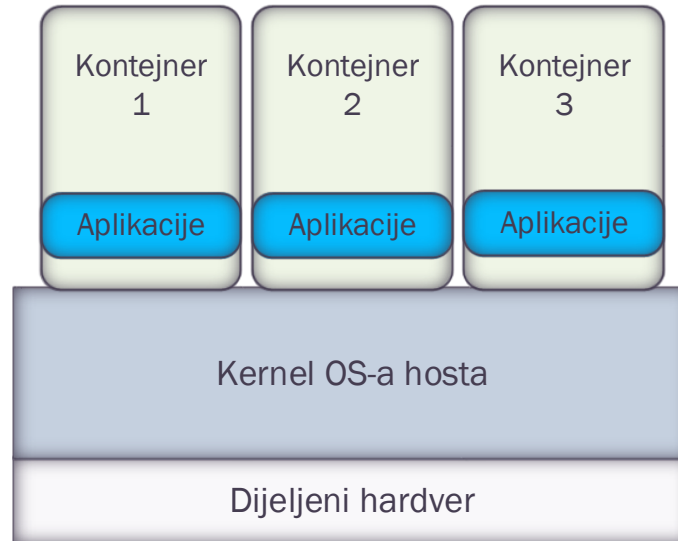 Kontejner
1
Kontejner
2
Kontejner
3
Aplikacije
Aplikacije
Aplikacije
Kernel OS-a hosta
Dijeljeni hardver